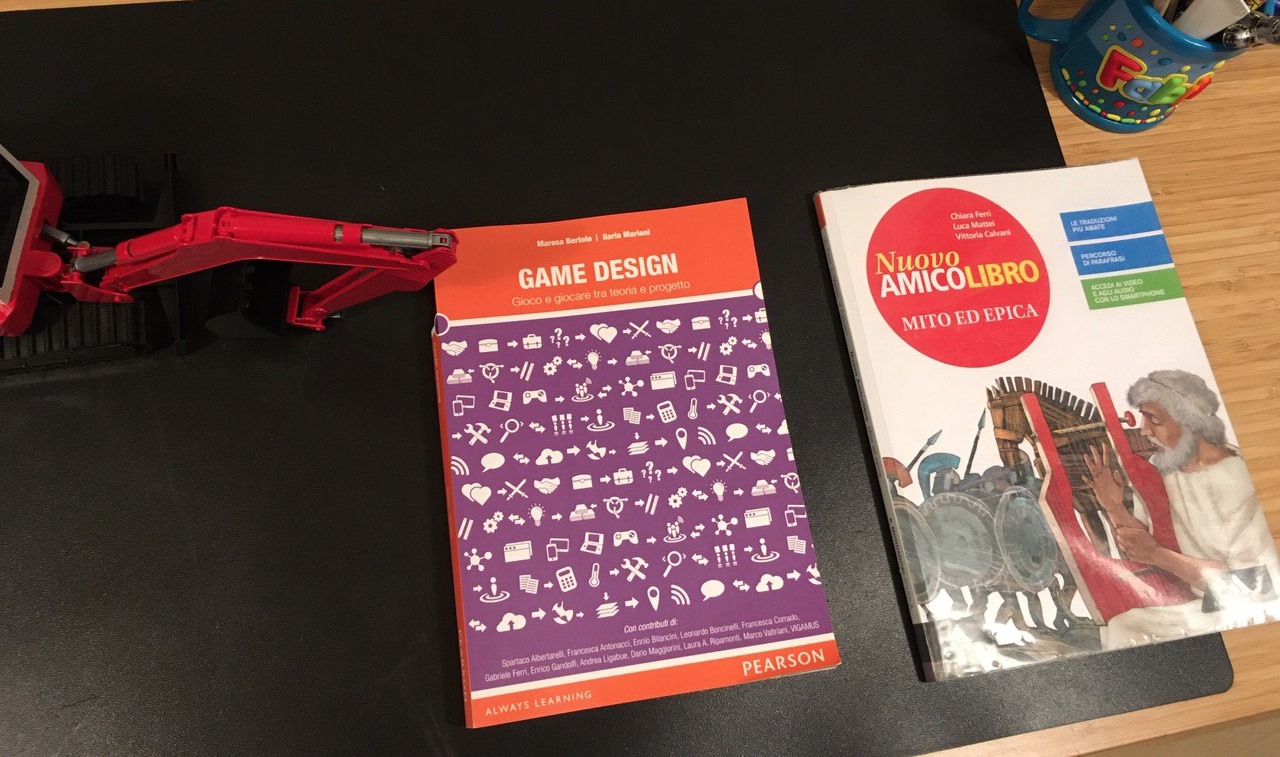 Maresa Bertolo | Ilaria Mariani
GAME DESIGN
Gioco e giocare tra teoria e progetto
Con contributi di:
Spartaco Albertarelli, Francesca Antonacci, Ennio Bilancini, Leonardo Boncinelli, Francesca Corrado,
Gabriele Ferri, Enrico Gandolfi, Andrea Ligabue, Dario Maggiorini, Laura A. Ripamonti, Marco Valtriani, VIGAMUS
ALWAYS LEARNING
PEARSON
Chiara Ferri
Luca Mattei
Vittoria Calvani
Nuovo
AMICOLIBRO
MITO ED EPICA
LE TRADUZIONI
PIÙ AMATE
PERCORSO
DI PARAFRASI
ACCEDI AI VIDEO
E AGLI AUDIO
CON LO SMARTPHONE